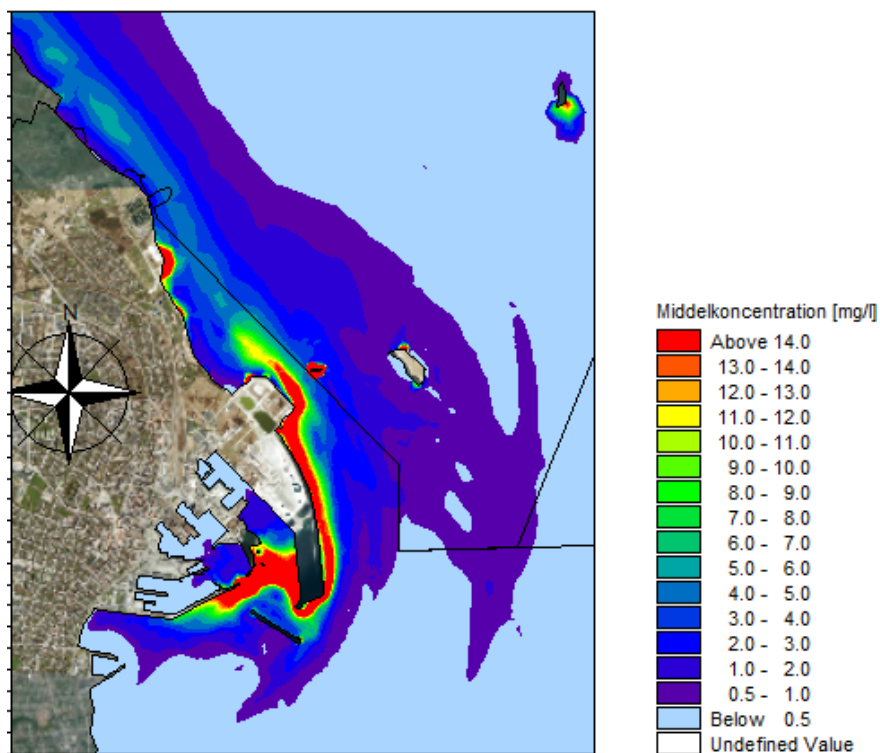 N
1
Middelkoncentration [mg/l]
Above 14.0
13.0 - 14.0
12.0 - 13.0
11.0 - 12.0
10.0 - 11.0
9.0 - 10.0
8.0 - 9.0
7.0 - 8.0
6.0 - 7.0
5.0 - 6.0
4.0 - 5.0
3.0 - 4.0
2.0 - 3.0
1.0 - 2.0
0.5 - 1.0
Below 0.5
Undefined Value